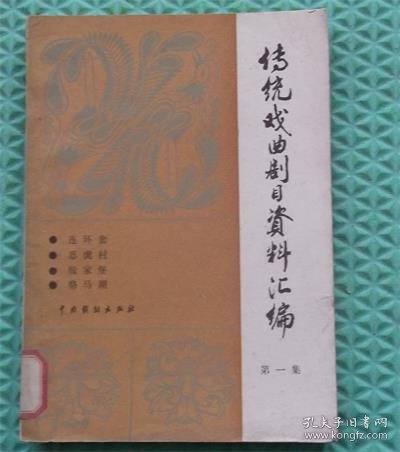 传统戏曲剧目資料汇编
第一集
● 连环套
● 恶虎村
● 殷家堡
● 骆马湖
中国戏剧出版社
孔夫子旧书网
www.kongfz.com